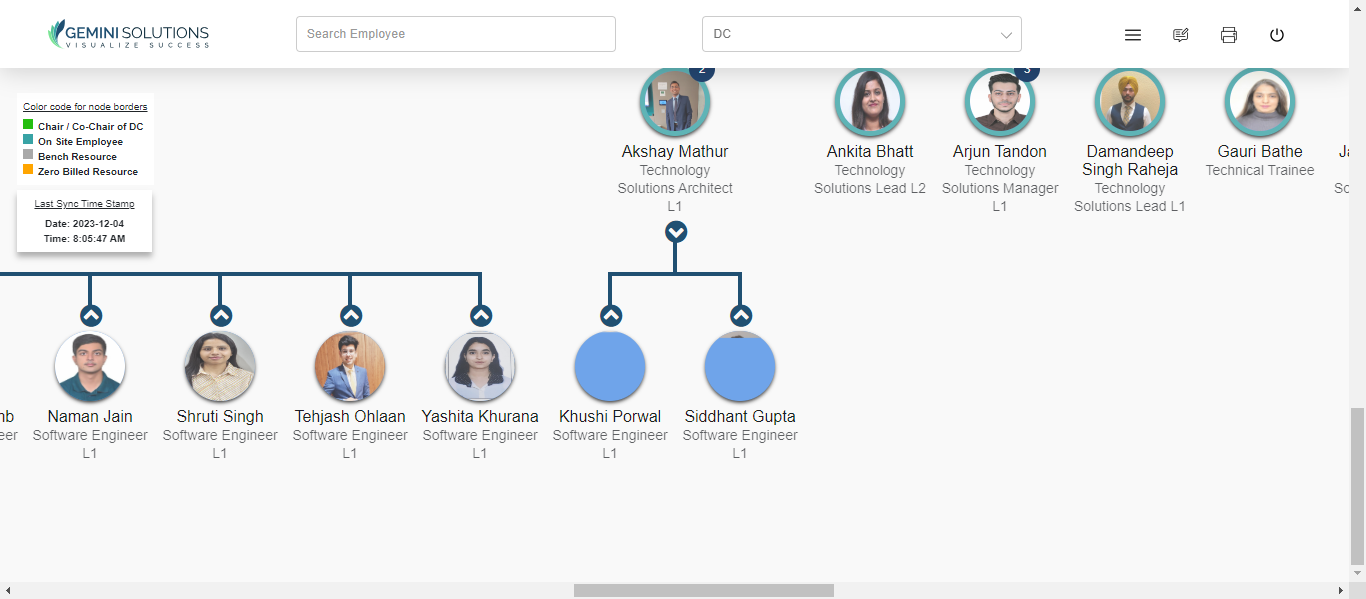 GEMINI SOLUTIONS
VISUALIZE SUCCESS
Search Employee
DC
Color code for node borders
Chair / Co-Chair of DC
On Site Employee
Bench Resource
Zero Billed Resource
Last Sync Time Stamp
Date: 2023-12-04
Time: 8:05:47 AM
2
3
Akshay Mathur
Technology
Solutions Architect
L1
Ankita Bhatt
Technology
Solutions Lead L2
Arjun Tandon
Technology
Solutions Manager
L1
Damandeep
Singh Raheja
Technology
Solutions Lead L1
Gauri Bathe
Technical Trainee
Naman Jain
Software Engineer
L1
Shruti Singh
Software Engineer
L1
Tehjash Ohlaan
Software Engineer
L1
Yashita Khurana
Software Engineer
L1
Khushi Porwal
Software Engineer
L1
Siddhant Gupta
Software Engineer
L1